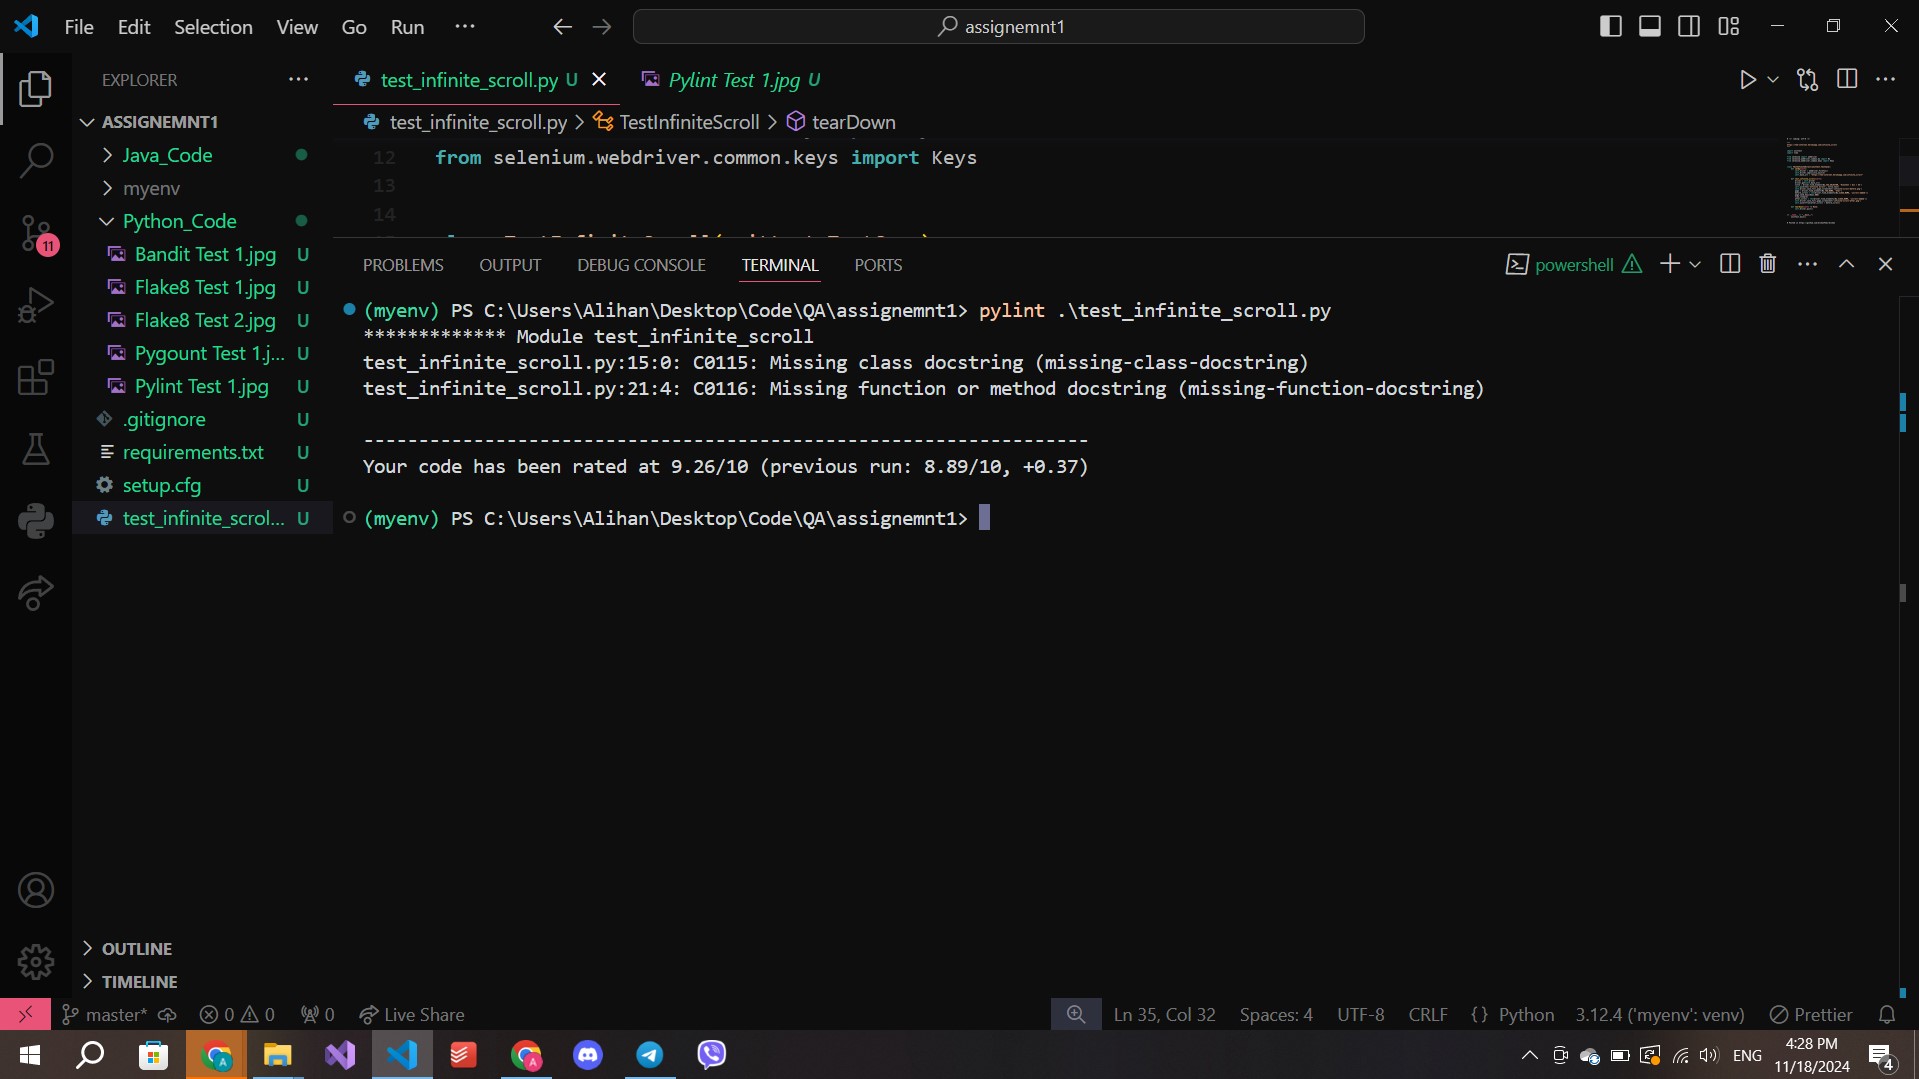 File Edit Selection View Go Run ···
assignemnt1
EXPLORER
ASSIGNEMNT1
Java_Code
myenv
Python_Code
Bandit Test 1.jpg U
Flake8 Test 1.jpg U
Flake8 Test 2.jpg U
Pygount Test 1.j... U
Pylint Test 1.jpg U
.gitignore U
requirements.txt U
setup.cfg U
test_infinite_scrol... U
11
OUTLINE
TIMELINE
test_infinite_scroll.py U
Pylint Test 1.jpg U
test_infinite_scroll.py > TestInfiniteScroll > tearDown
12 from selenium.webdriver.common.keys import Keys
13
14
PROBLEMS OUTPUT DEBUG CONSOLE TERMINAL PORTS
powershell
(myenv) PS C:\Users\Alihan\Desktop\Code\QA\assignemnt1> pylint .\test_infinite_scroll.py
************* Module test_infinite_scroll
test_infinite_scroll.py:15:0: C0115: Missing class docstring (missing-class-docstring)
test_infinite_scroll.py:21:4: C0116: Missing function or method docstring (missing-function-docstring)
------------------------------------------------------------------
Your code has been rated at 9.26/10 (previous run: 8.89/10, +0.37)
(myenv) PS C:\Users\Alihan\Desktop\Code\QA\assignemnt1>
master* 0 0 0 Live Share
Ln 35, Col 32 Spaces: 4 UTF-8 CRLF {} Python 3.12.4 ('myenv': venv) Prettier
ENG
4:28 PM
11/18/2024
4